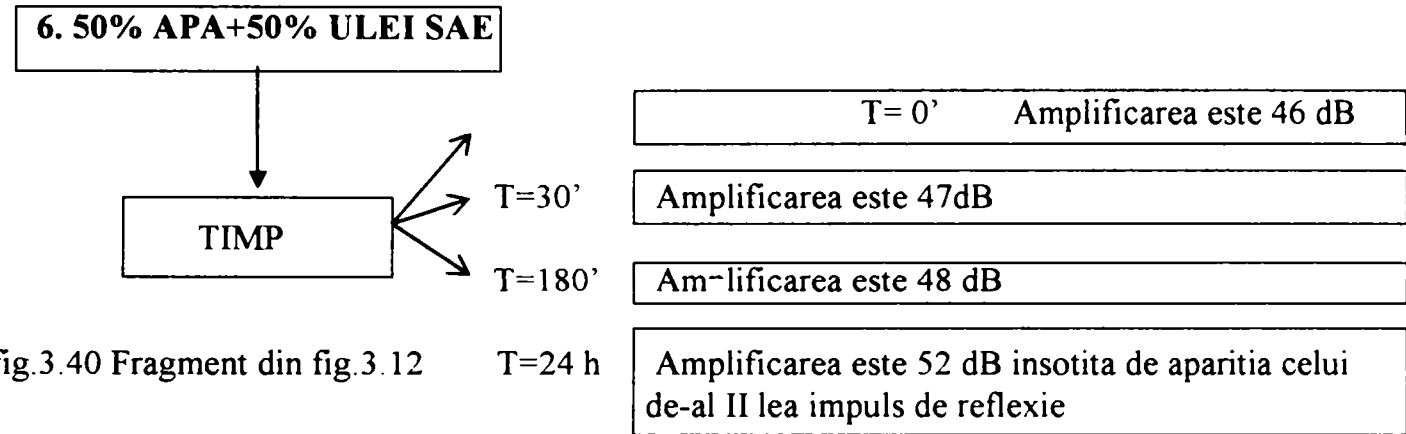 6. 50% APA+50% ULEI SAE
T= 0’ Amplificarea este 46 dB
T=30’ Amplificarea este 47dB
TIMP
T=180’ Am-lificarea este 48 dB
fig.3.40 Fragment din fig.3.12 T=24 h Amplificarea este 52 dB insotita de aparitia celui
de-al II lea impuls de reflexie